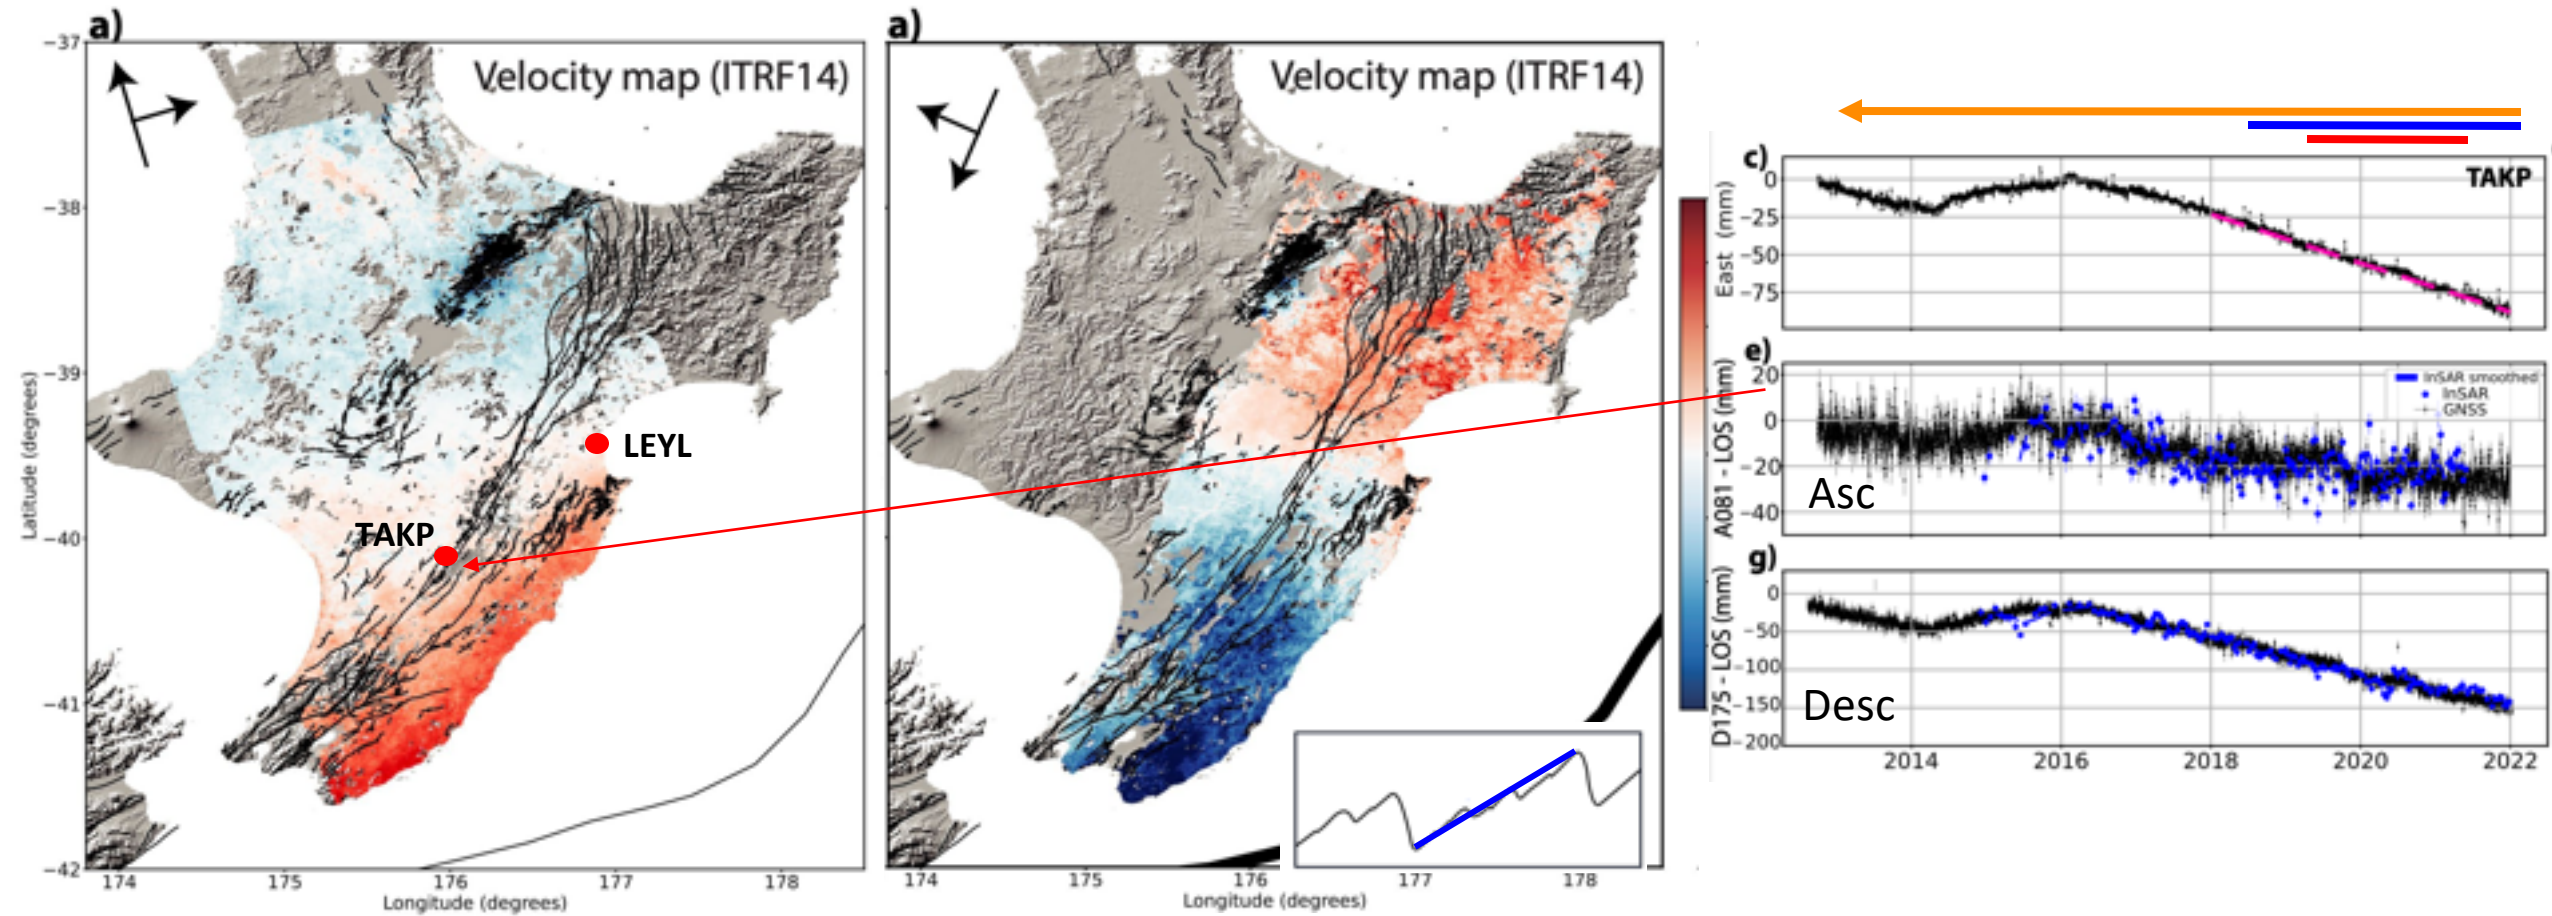 a)
Velocity map (ITRF14)
−37
−38
−39
−40
−41
−42
Latitude (degrees)
LEYL
TAKP
174
175
176
177
178
Longitude (degrees)
a)
Velocity map (ITRF14)
174
175
176
177
178
Longitude (degrees)
c)
TAKP
0
−25
−50
−75
East (mm)
e)
20
0
−20
−40
A081 - LOS (mm)
InSAR smoothed
InSAR
GNSS
Asc
g)
0
−50
−100
−150
−200
D175 - LOS (mm)
Desc
2014
2016
2018
2020
2022